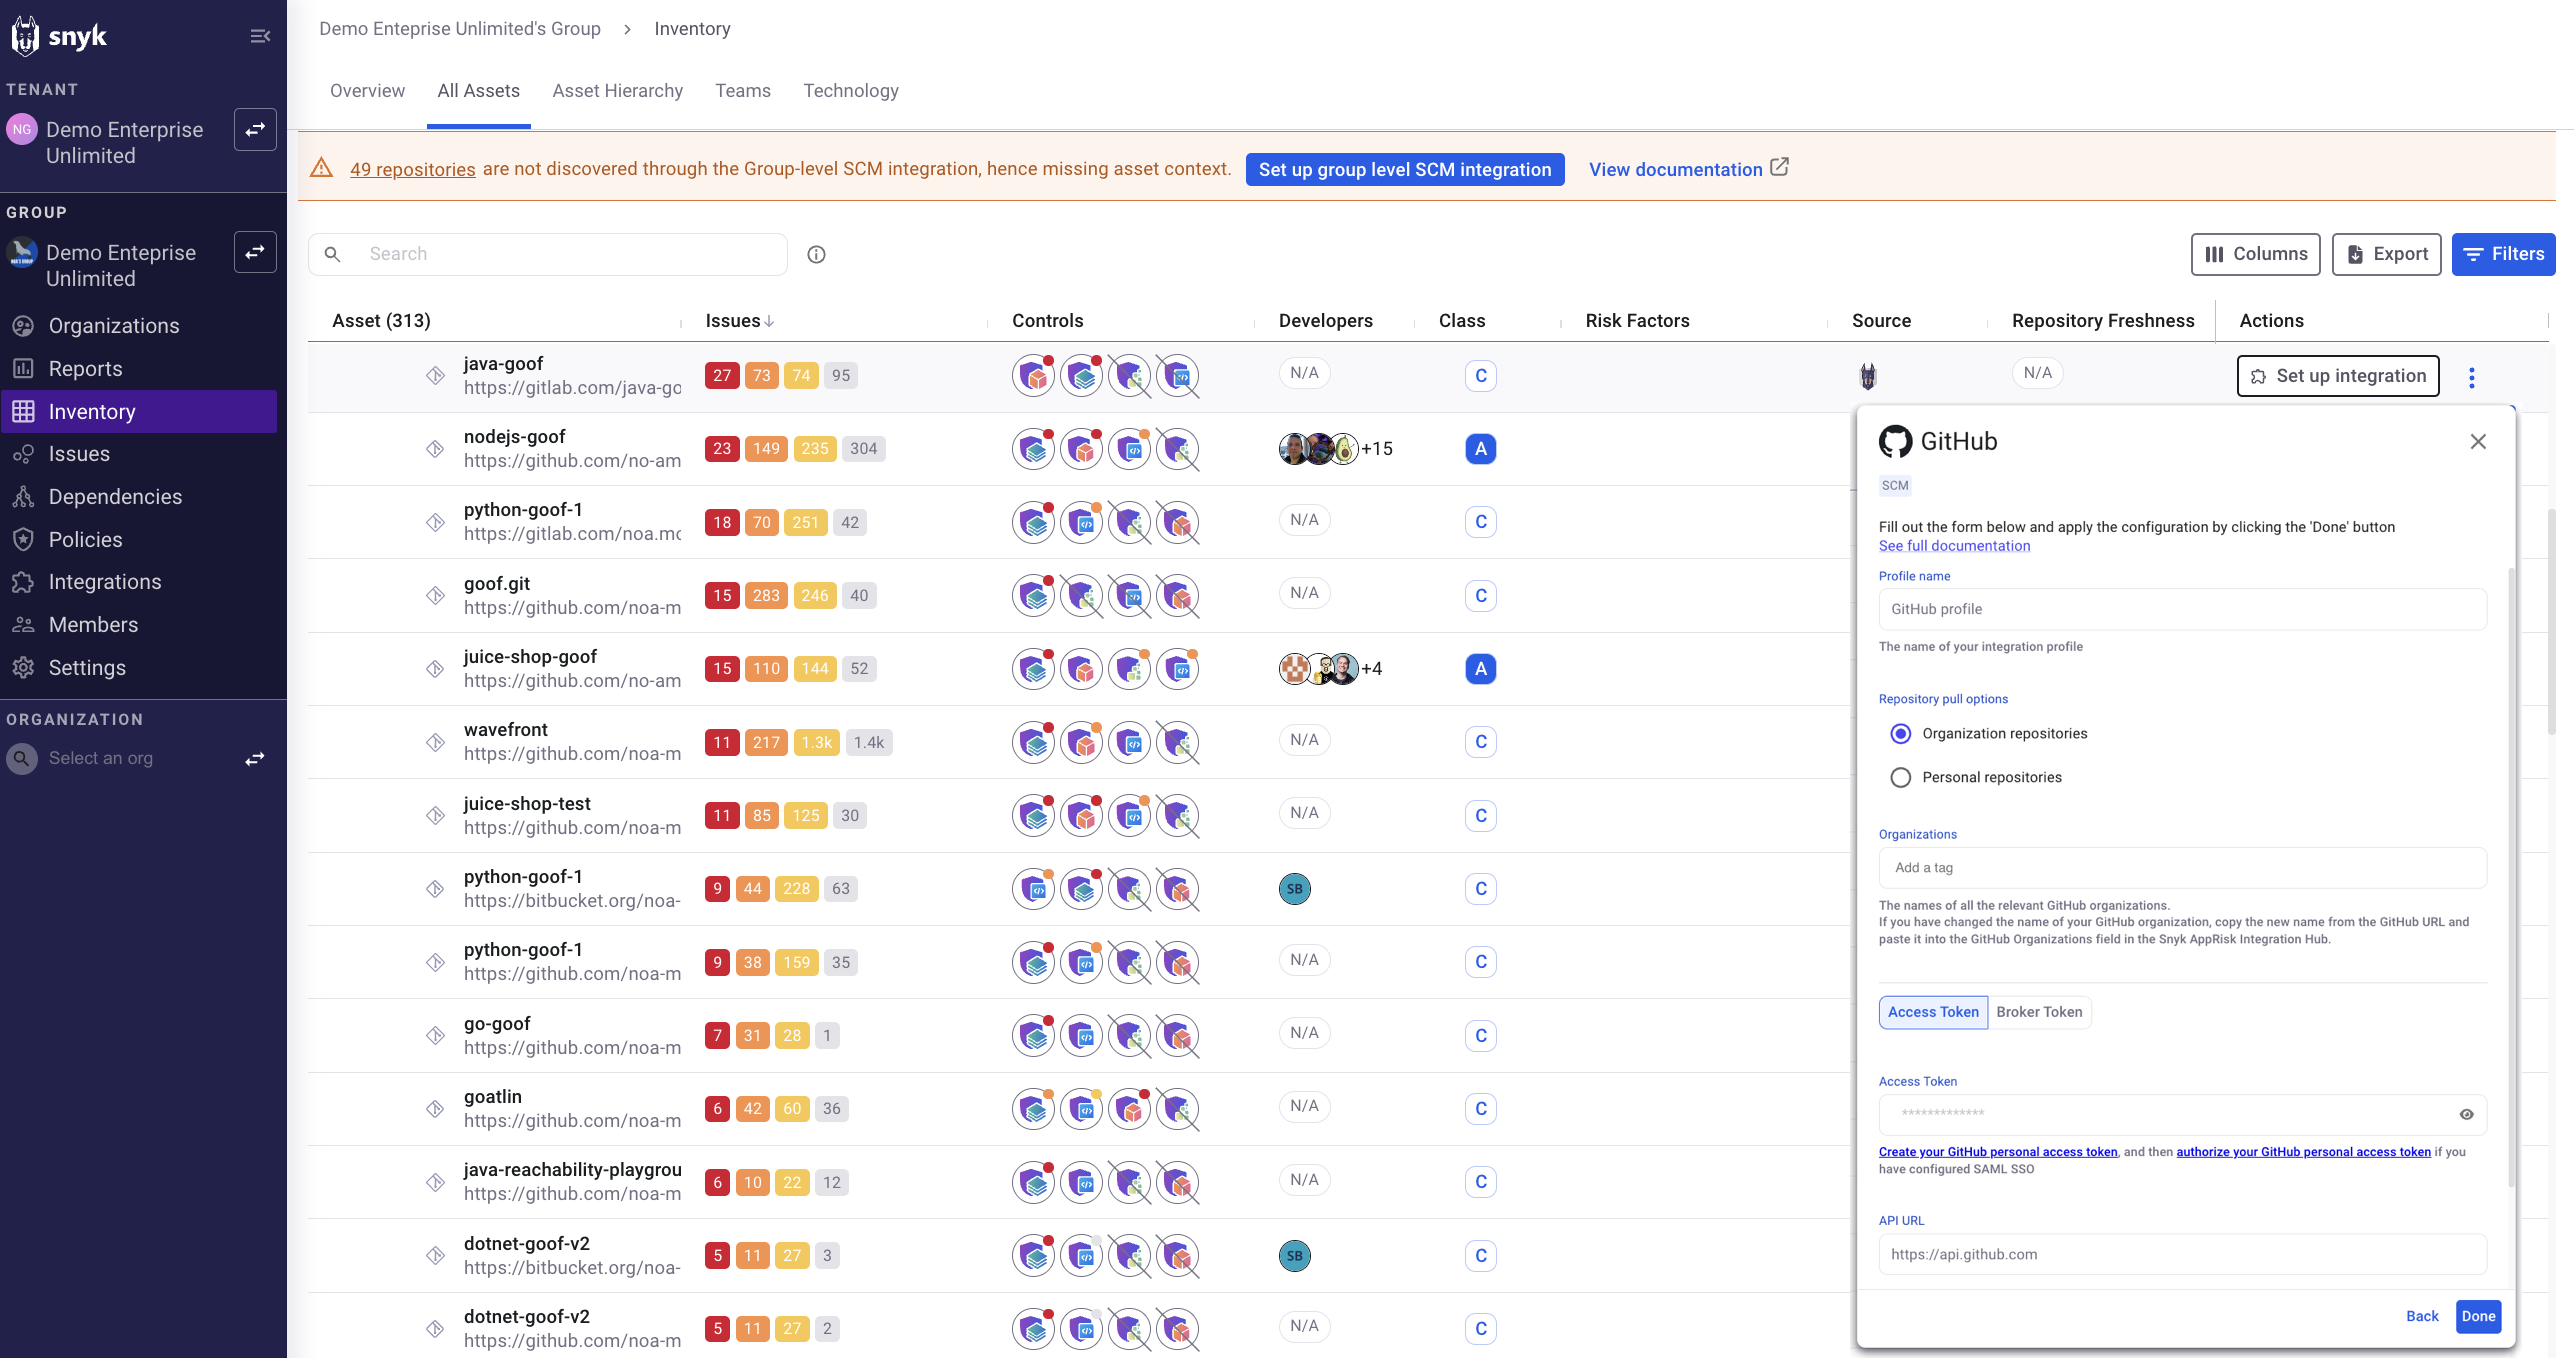 snyk
TENANT
NG
Demo Enterprise
Unlimited
GROUP
Demo Enteprise
Unlimited
Organizations
Reports
Inventory
Issues
Dependencies
Policies
Integrations
Members
Settings
ORGANIZATION
Select an org
Demo Enteprise Unlimited's Group > Inventory
Overview All Assets Asset Hierarchy Teams Technology
49 repositories are not discovered through the Group-level SCM integration, hence missing asset context. Set up group level SCM integration View documentation
Search
Columns Export Filters
Asset (313) Issues Controls Developers Class Risk Factors Source Repository Freshness Actions
java-goof
https://gitlab.com/java-go
27 73 74 95 N/A C N/A Set up integration
nodejs-goof
https://github.com/no-am
23 149 235 304 +15 A
python-goof-1
https://gitlab.com/noa.mc
18 70 251 42 N/A C
goof.git
https://github.com/noa-m
15 283 246 40 N/A C
juice-shop-goof
https://github.com/no-am
15 110 144 52 +4 A
wavefront
https://github.com/noa-m
11 217 1.3k 1.4k N/A C
juice-shop-test
https://github.com/noa-m
11 85 125 30 N/A C
python-goof-1
https://bitbucket.org/noa-
9 44 228 63 SB C
python-goof-1
https://github.com/noa-m
9 38 159 35 N/A C
go-goof
https://github.com/noa-m
7 31 28 1 N/A C
goatlin
https://github.com/noa-m
6 42 60 36 N/A C
java-reachability-playgrou
https://github.com/noa-m
6 10 22 12 N/A C
dotnet-goof-v2
https://bitbucket.org/noa-
5 11 27 3 SB C
dotnet-goof-v2
https://github.com/noa-m
5 11 27 2 N/A C
GitHub
SCM
Fill out the form below and apply the configuration by clicking the 'Done' button
See full documentation
Profile name
GitHub profile
The name of your integration profile
Repository pull options
Organization repositories
Personal repositories
Organizations
Add a tag
The names of all the relevant GitHub organizations.
If you have changed the name of your GitHub organization, copy the new name from the GitHub URL and
paste it into the GitHub Organizations field in the Snyk AppRisk Integration Hub.
Access Token Broker Token
Access Token
*************
Create your GitHub personal access token, and then authorize your GitHub personal access token if you
have configured SAML SSO
API URL
https://api.github.com
Back Done